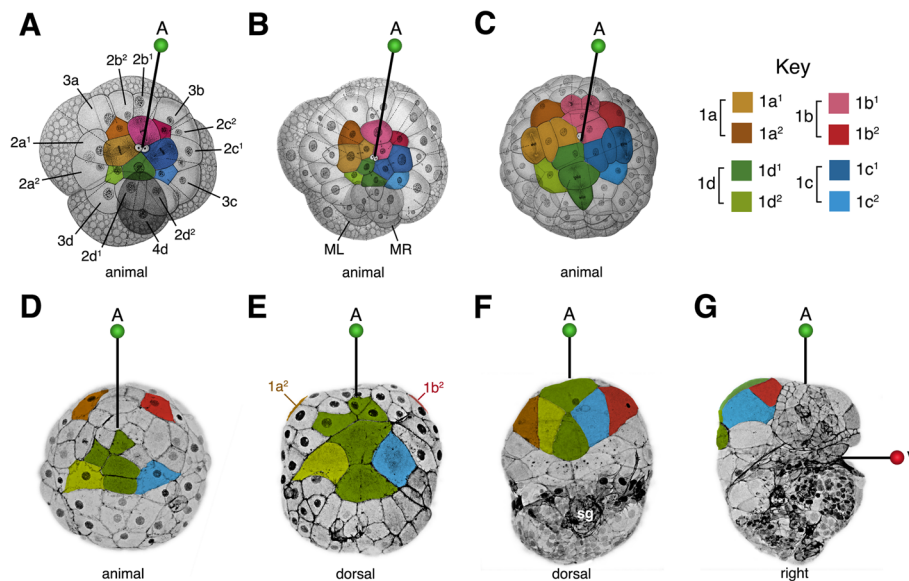 A
B
C
A
A
A
Key
2b²
2b¹
3a
3b
2a¹
2c²
2c¹
2a²
3c
3d
2d²
2d¹
4d
ML
MR
animal
animal
animal
1a
1a¹
1a²
1b
1b¹
1b²
1d
1d¹
1d²
1c
1c¹
1c²
D
E
F
G
A
A
A
A
1a²
1b²
sg
animal
dorsal
dorsal
right